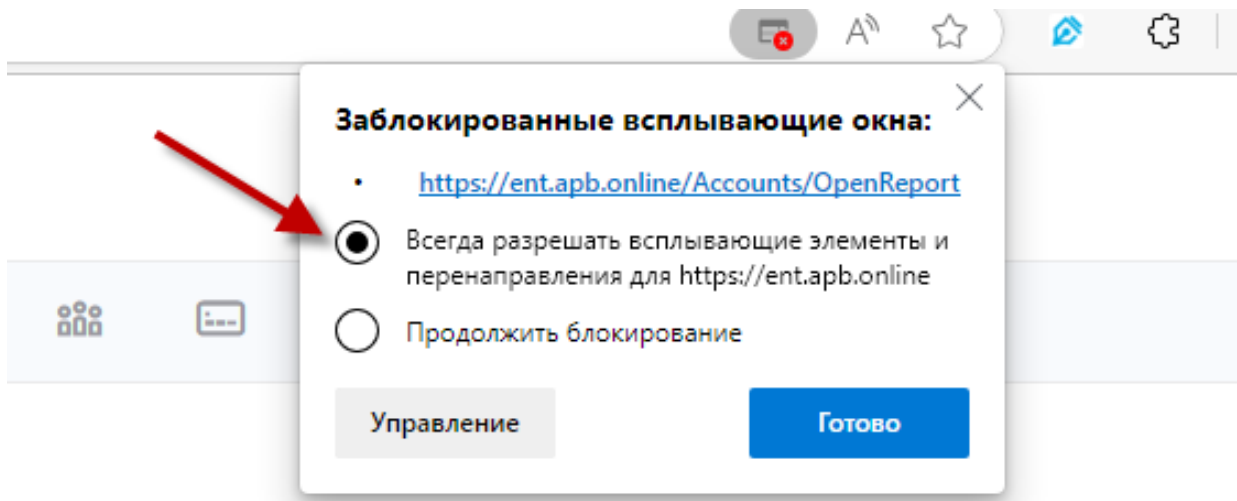 Заблокированные всплывающие окна:
• https://ent.apb.online/Accounts/OpenReport
Всегда разрешать всплывающие элементы и
перенаправления для https://ent.apb.online
Продолжить блокирование
Управление
Готово